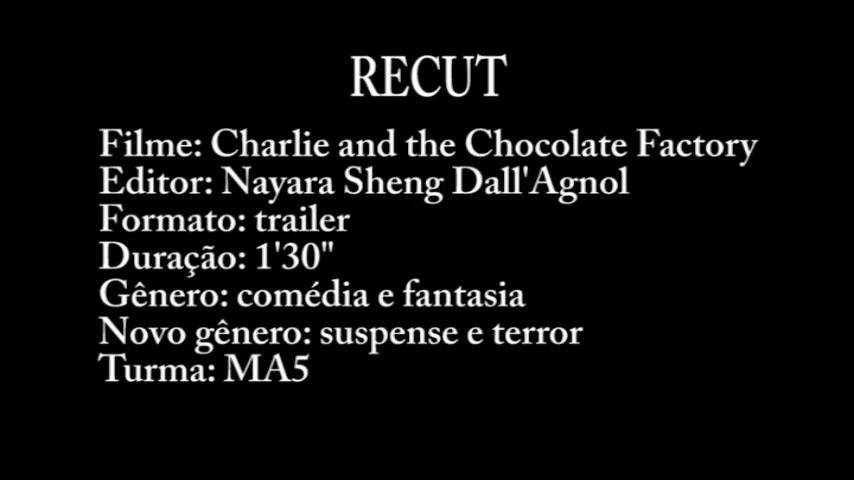 RECUT
Filme: Charlie and the Chocolate Factory
Editor: Nayara Sheng Dall'Agnol
Formato: trailer
Duração: 1'30"
Gênero: comédia e fantasia
Novo gênero: suspense e terror
Turma: MA5